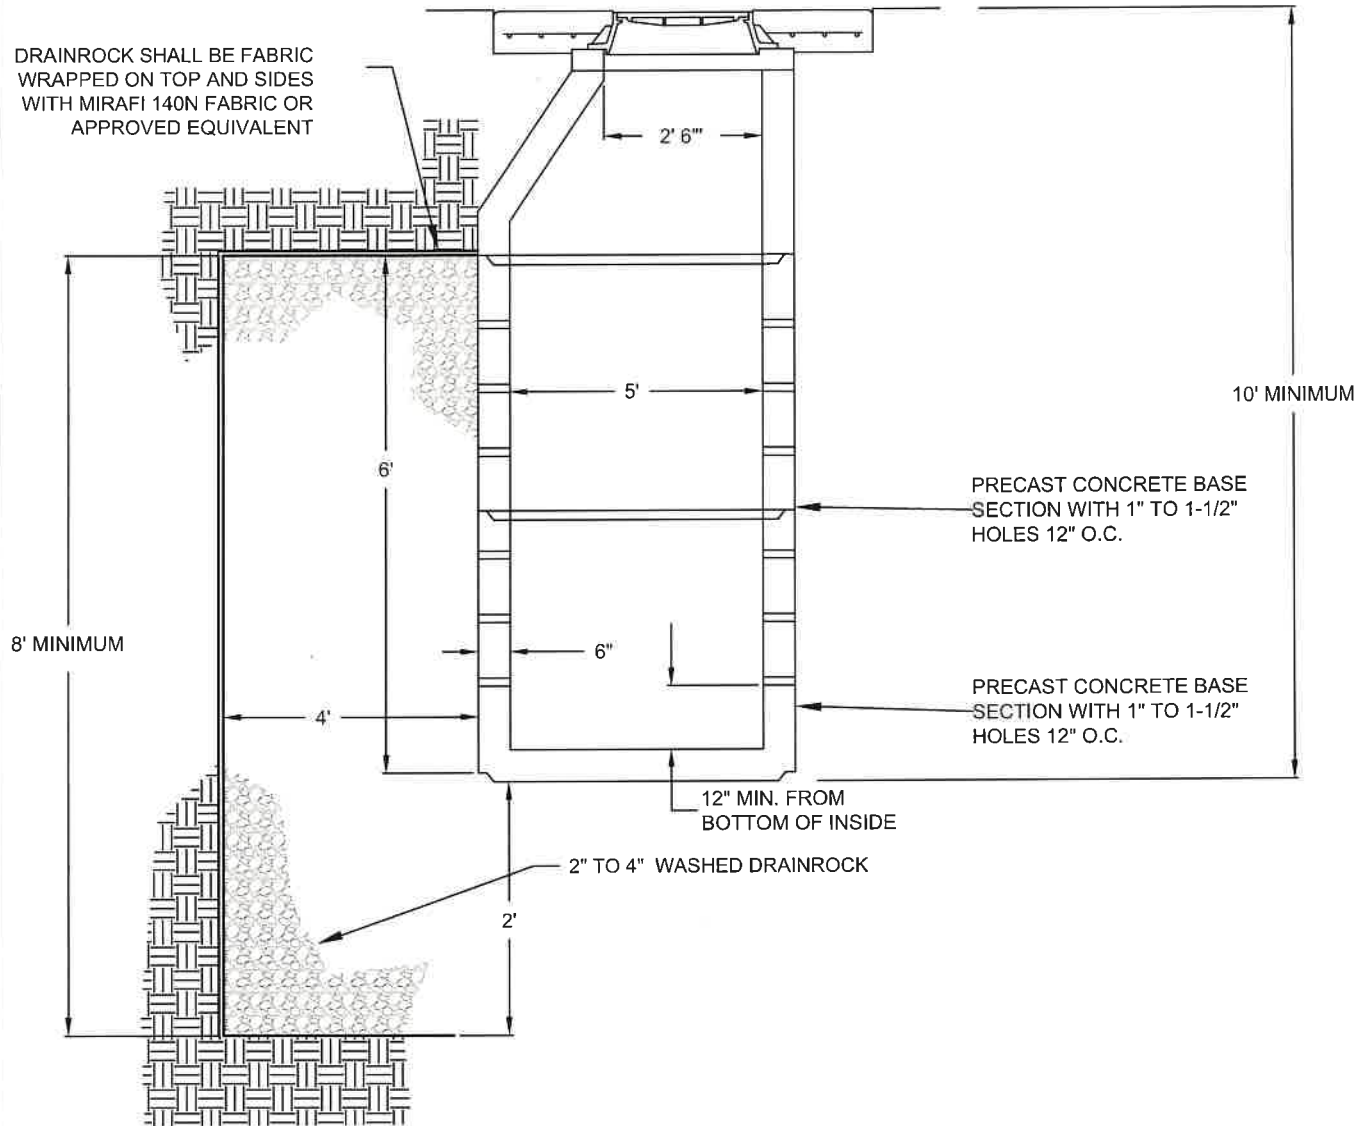 DRAINROCK SHALL BE FABRIC
WRAPPED ON TOP AND SIDES
WITH MIRAFI 140N FABRIC OR
APPROVED EQUIVALENT
2' 6'"
5'
10' MINIMUM
6'
PRECAST CONCRETE BASE
SECTION WITH 1" TO 1-1/2"
HOLES 12" O.C.
8' MINIMUM
6"
4'
PRECAST CONCRETE BASE
SECTION WITH 1" TO 1-1/2"
HOLES 12" O.C.
12" MIN. FROM
BOTTOM OF INSIDE
2" TO 4" WASHED DRAINROCK
2'